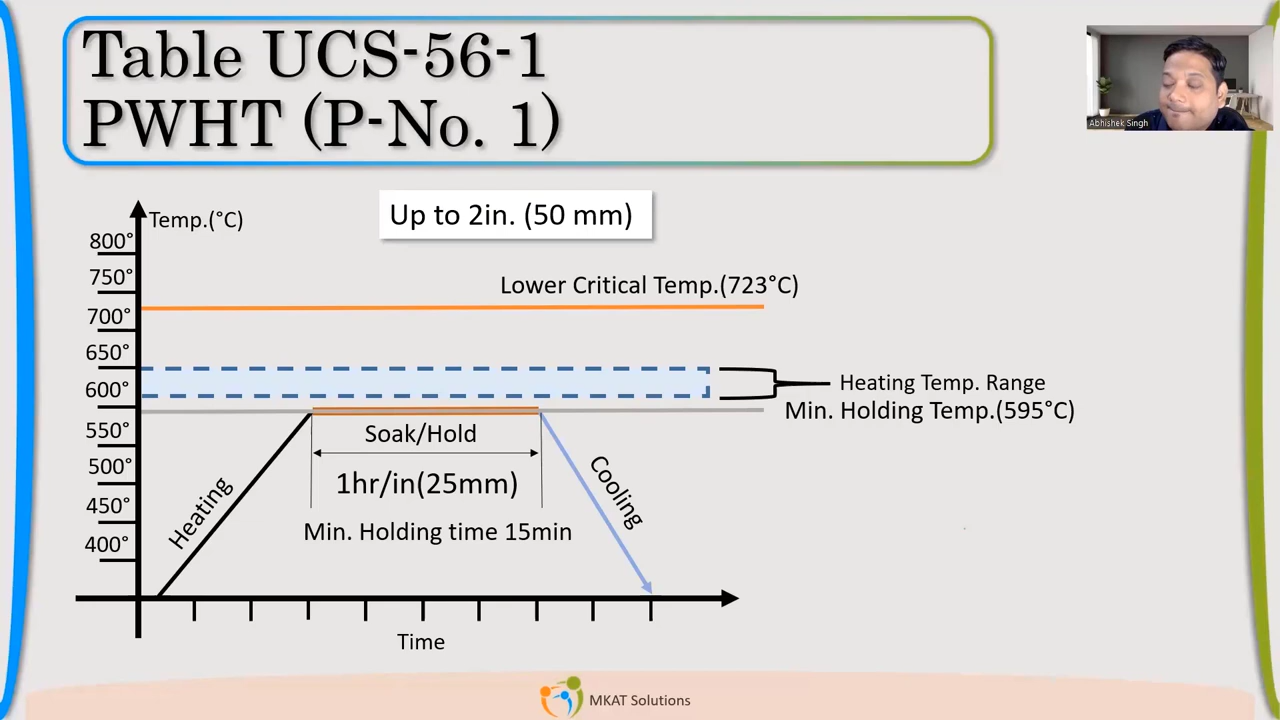 Table UCS-56-1
PWHT (P-No. 1)
Abhishek Singh
Up to 2in. (50 mm)
Temp.(°C)
800°
750°
700°
650°
600°
550°
500°
450°
400°
Lower Critical Temp.(723°C)
Heating Temp. Range
Min. Holding Temp.(595°C)
Soak/Hold
1hr/in(25mm)
Min. Holding time 15min
Heating
Cooling
Time
MKAT Solutions